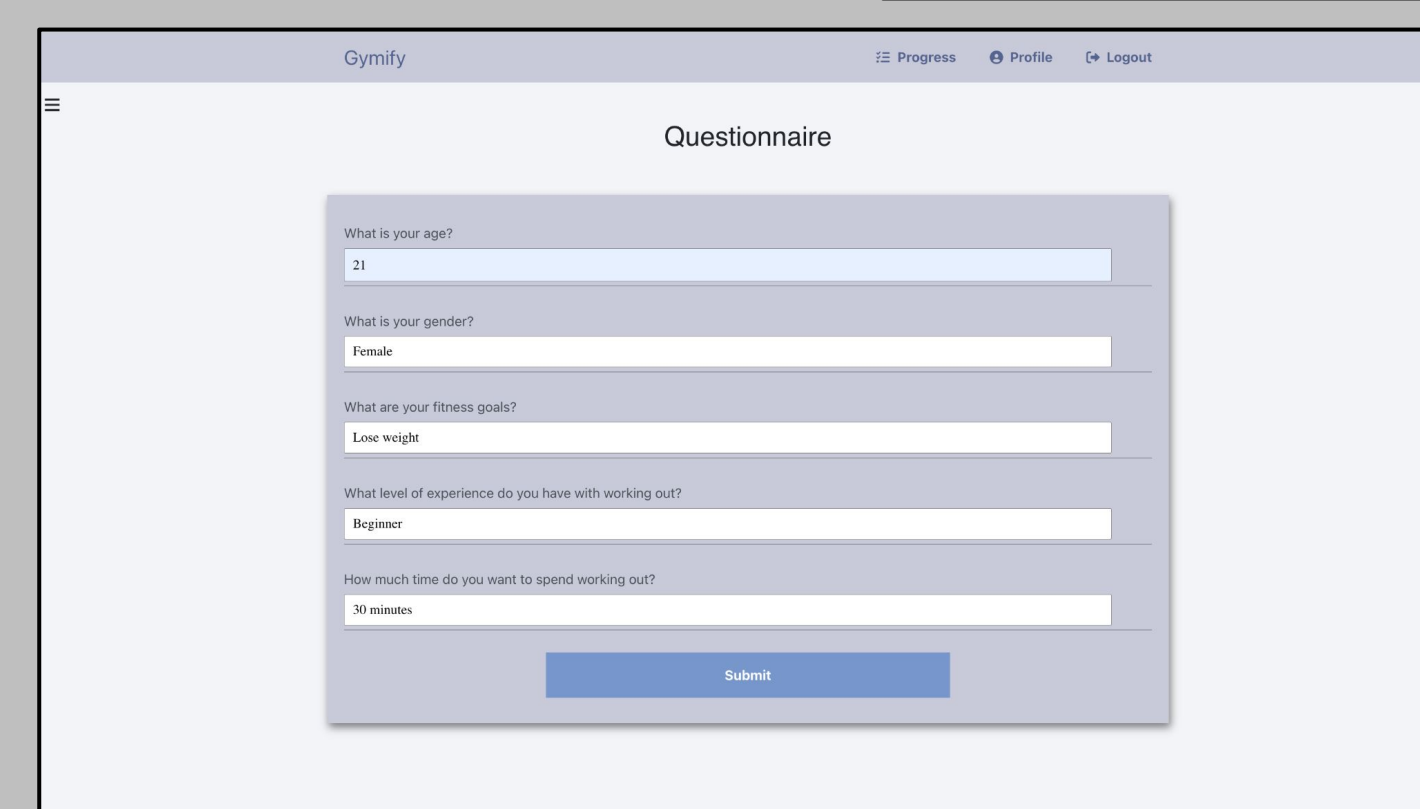 Gymify
Progress
Profile
Logout
Questionnaire
What is your age?
21
What is your gender?
Female
What are your fitness goals?
Lose weight
What level of experience do you have with working out?
Beginner
How much time do you want to spend working out?
30 minutes
Submit